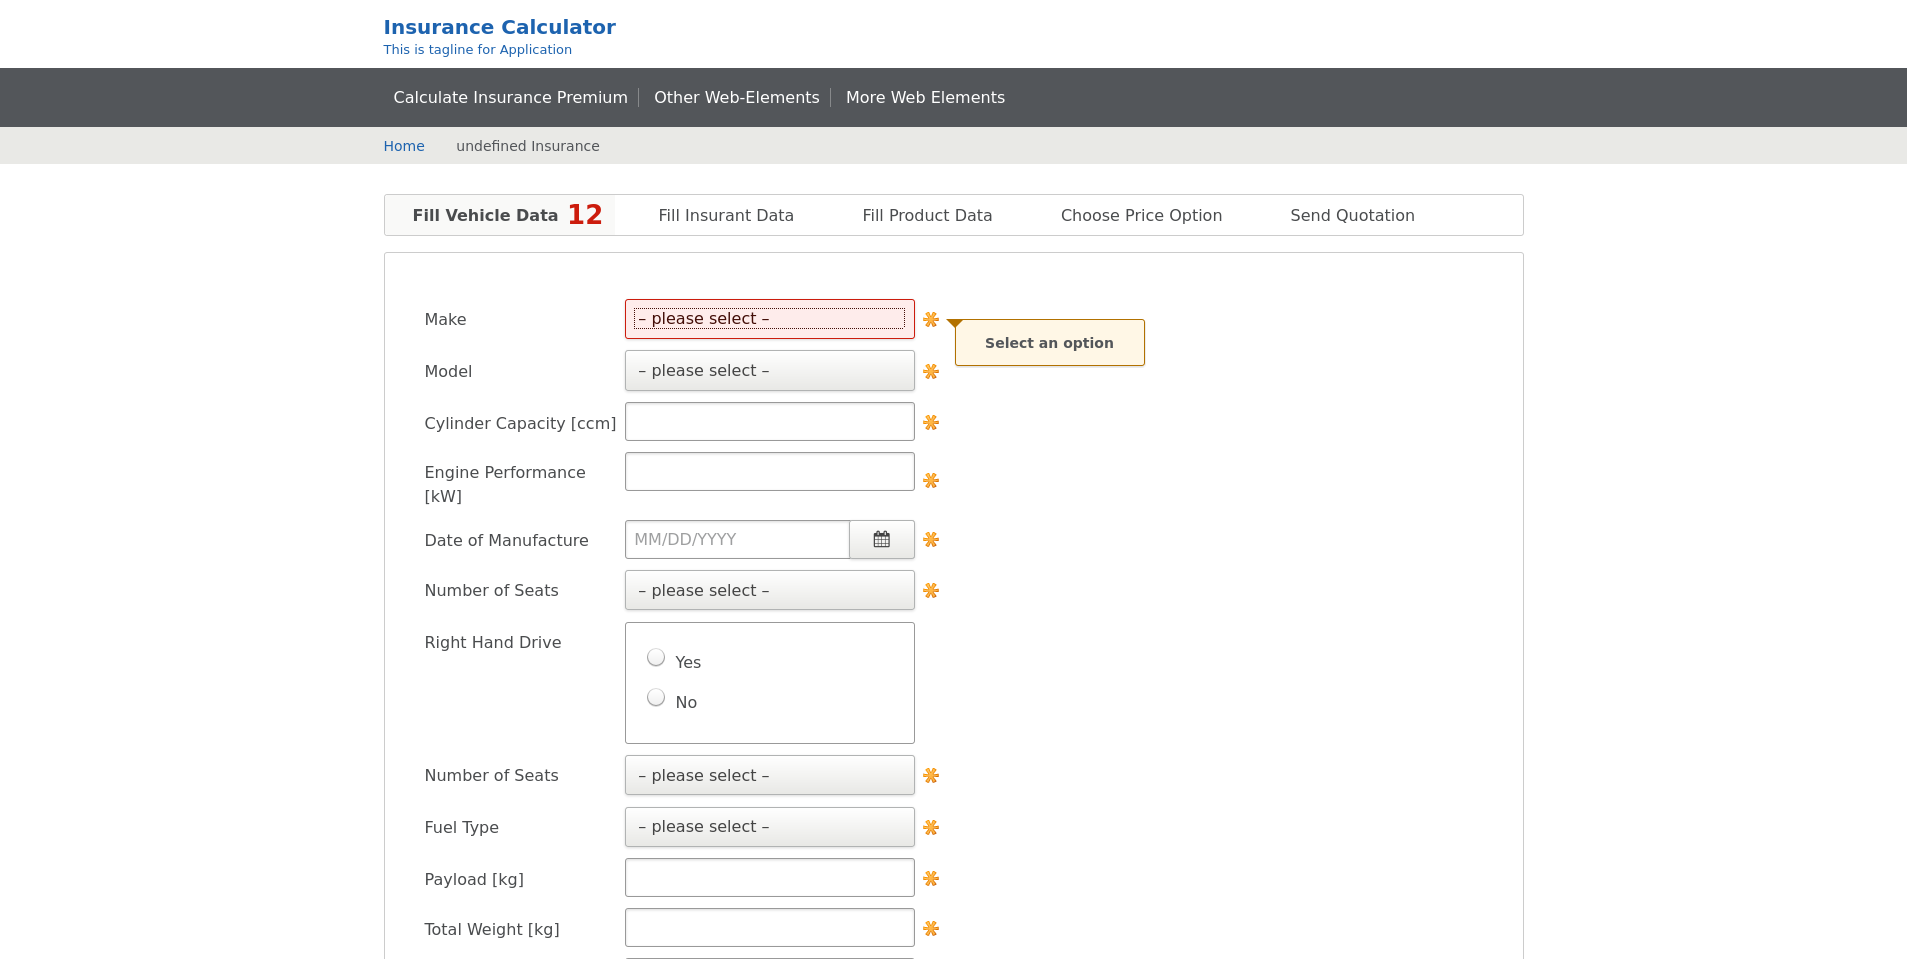 Insurance Calculator
This is tagline for Application
Calculate Insurance Premium
Other Web-Elements
More Web Elements
Home
undefined Insurance
Fill Vehicle Data 12
Fill Insurant Data
Fill Product Data
Choose Price Option
Send Quotation
Make
– please select –
Select an option
Model
– please select –
Cylinder Capacity [ccm]
Engine Performance
[kW]
Date of Manufacture
MM/DD/YYYY
Number of Seats
– please select –
Right Hand Drive
Yes
No
Number of Seats
– please select –
Fuel Type
– please select –
Payload [kg]
Total Weight [kg]